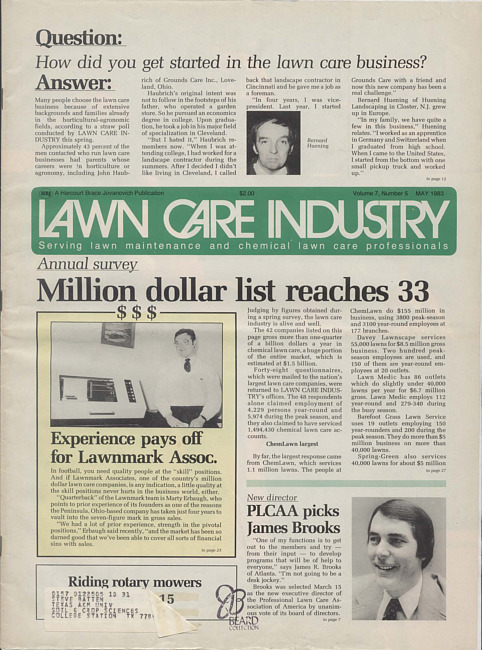 Question:
How did you get started in the lawn care business?
Answer:
Many people choose the lawn
care business because of extensive
backgrounds and families already
in the horticultural-agronomic
fields, according to a straw poll
conducted by LAWN CARE IN-
DUSTRY this spring.
Approximately 43 percent of the
men contacted who run lawn care
businesses had parents whose
careers were in horticulture or
agronomy, including John Haub-
rich of Grounds Care Inc., Love-
land, Ohio.
Haubrich's original intent was
not to follow in the footsteps of his
father, who operated a garden
store. So he pursued an economics
degree in college. Upon gradua-
tion, he took a job in his major field
of specialization in Cleveland.
"But I hated it," Haubrich re-
members now. "When I was at-
tending college, I had worked for a
landscape contractor during the
summers. After I decided I didn't
like living in Cleveland, I called
back that landscape contractor in
Cincinnati and he gave me a job as
a foreman.
"In four years, I was vice-
president. Last year, I started
Bernard
Huening
Grounds Care with a friend and
now this new company has been a
real challenge."
Bernard Huening of Huening
Landscaping in Closter, N.J. grew
up in Europe.
"In my family, we have quite a
few in this business," Huening
relates. "I worked as an apprentice
in Germany and Switzerland when
I graduated from high school.
When I came to the United States,
I started from the bottom with one
small pickup truck and worked
up."
to page 13
A Harcourt Brace Jovanovich Publication
$2.00
Volume 7, Number 5 MAY 1983
LAWN CARE INDUSTRY
Serving lawn maintenance and chemical lawn care professionals
Annual survey
Million dollar list reaches 33
$ $ $
Experience pays off
for Lawnmark Assoc.
In football, you need quality people at the "skill" positions.
And if Lawnmark Associates, one of the country's million
dollar lawn care companies, is any indication, a little quality at
the skill positions never hurts in the business world, either.
"Quarterback" of the Lawnmark team is Marty Erbaugh, who
points to prior experience of its founders as one of the reasons
the Peninsula, Ohio-based company has taken just four years to
vault into the seven-figure mark in gross sales.
"We had a lot of prior experience, strength in the pivotal
positions," Erbaugh said recently, "and the market has been so
darned good that we've been able to cover all sorts of financial
sins with sales.
to page 23
Judging by figures obtained dur-
ing a spring survey, the lawn care
industry is alive and well.
The 42 companies listed on this
page gross more than one-quarter
of a billion dollars a year in
chemical lawn care, a huge portion
of the entire market, which is
estimated at $1.5 billion.
Forty-eight questionnaires,
which were mailed to the nation's
largest lawn care companies, were
returned to LAWN CARE INDUS-
TRY's offices. The 48 respondents
alone claimed employment of
4,229 persons year-round and
5,974 during the peak season, and
they also claimed to have serviced
1,494,430 chemical lawn care ac-
counts.
ChemLawn largest
By far, the largest response came
from ChemLawn, which services
1.1 million lawns. The people at
ChemLawn do $155 million in
business, using 3800 peak-season
and 3100 year-round employees at
177 branches.
Davey Lawnscape services
55,000 lawns for $8.5 million gross
business. Two hundred peak-
season employees are used, and
150 of them are year-round em-
ployees at 20 outlets.
Lawn Medic has 86 outlets
which do slightly under 40,000
lawns per year for $6.7 million
gross. Lawn Medic employs 112
year-round and 279-340 during
the busy season.
Barefoot Grass Lawn Service
uses 19 outlets employing 150
year-rounders and 200 during the
peak season. They do more than $5
million business on more than
40,000 lawns.
Spring-Green also services
40,000 lawns for about $5 million
to page 27
New director
PLCAA picks
James Brooks
"One of my functions is to get
out to the members and try —
from their input — to develop
programs that will be of help to
everyone," says James R. Brooks
of Atlanta. "I'm not going to be a
desk jockey."
Brooks was selected March 15
as the new executive director of
the Professional Lawn Care As-
sociation of America by unanim-
ous vote of its board of directors.
to page 7
Riding rotary mowers
15
STEVE BATTEN
TEXAS A&M UNIV
SOIL & CROP SCIENCES
COLLEGE STATION TX
BEARD
COLLECTION